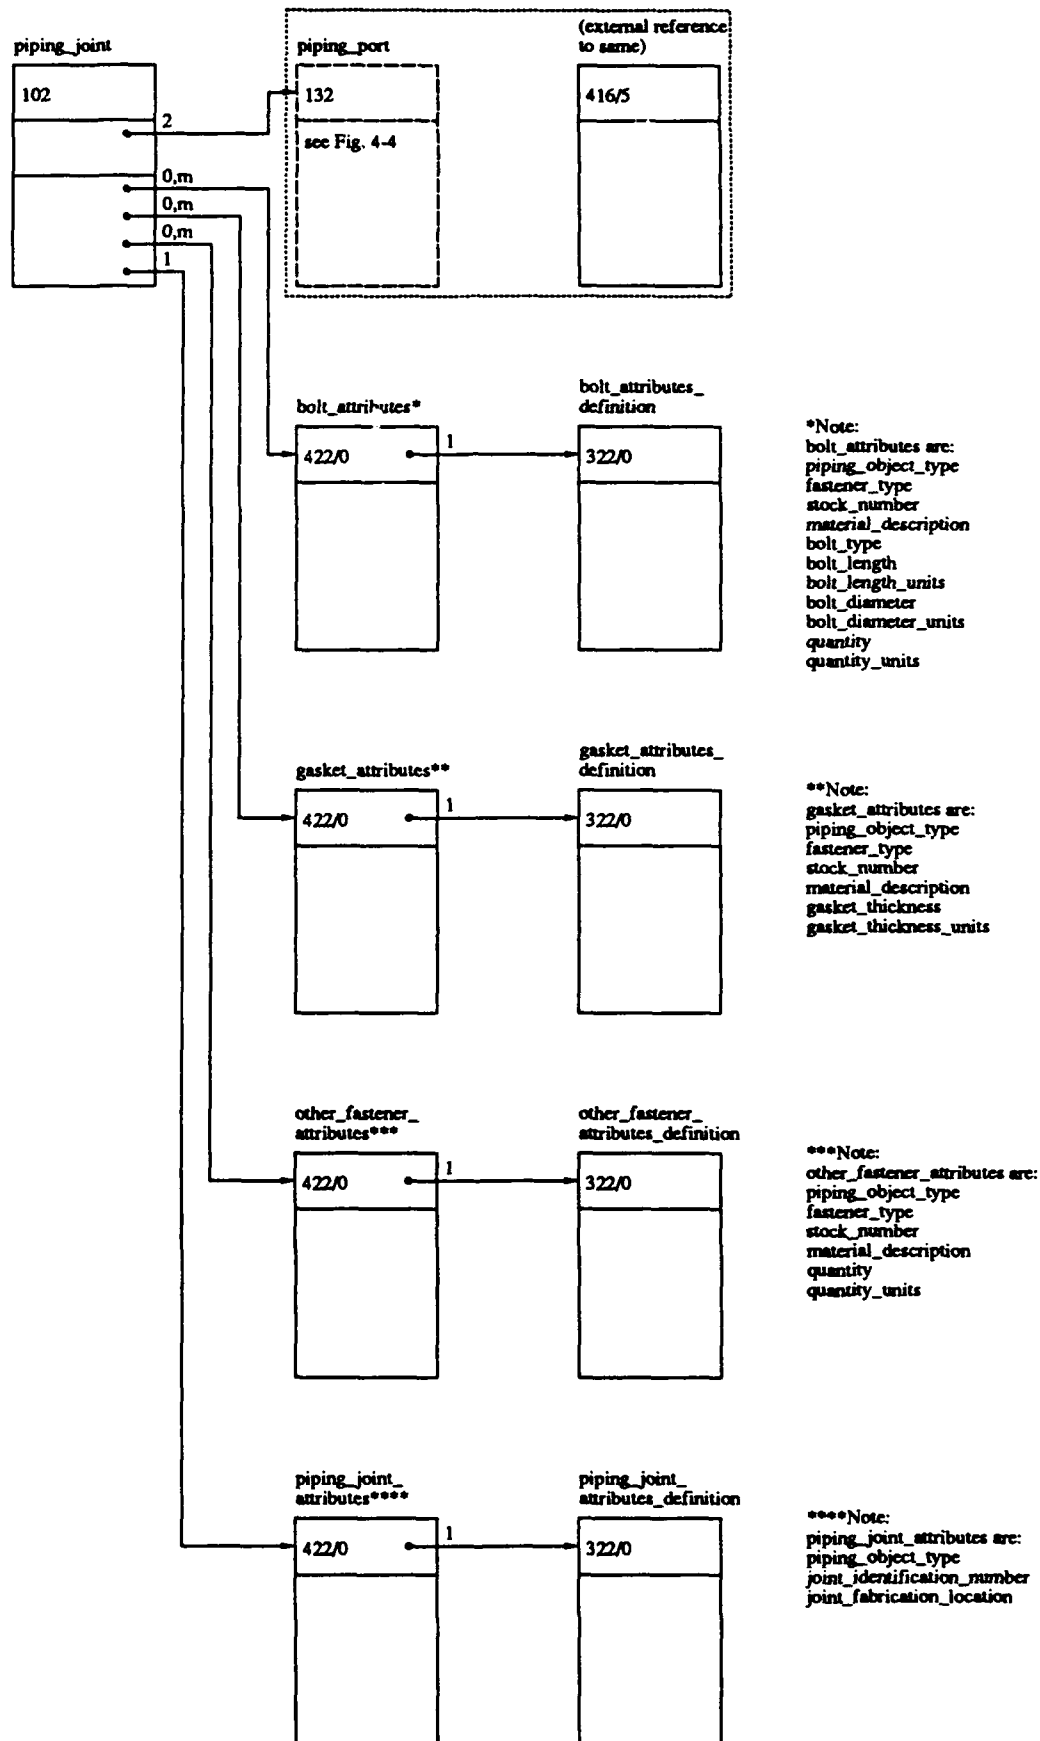 piping_joint
102
2
0,m
0,m
0,m
1
piping_port
132
see Fig. 4-4
(external reference
to same)
416/5
bolt_attributes*
422/0
1
bolt_attributes_
definition
322/0
*Note:
bolt_attributes are:
piping_object_type
fastener_type
stock_number
material_description
bolt_type
bolt_length
bolt_length_units
bolt_diameter
bolt_diameter_units
quantity
quantity_units
gasket_attributes**
422/0
1
gasket_attributes_
definition
322/0
**Note:
gasket_attributes are:
piping_object_type
fastener_type
stock_number
material_description
gasket_thickness
gasket_thickness_units
other_fastener_
attributes***
422/0
1
other_fastener_
attributes_definition
322/0
***Note:
other_fastener_attributes are:
piping_object_type
fastener_type
stock_number
material_description
quantity
quantity_units
piping_joint_
attributes****
422/0
1
piping_joint_
attributes_definition
322/0
****Note:
piping_joint_attributes are:
piping_object_type
joint_identification_number
joint_fabrication_location